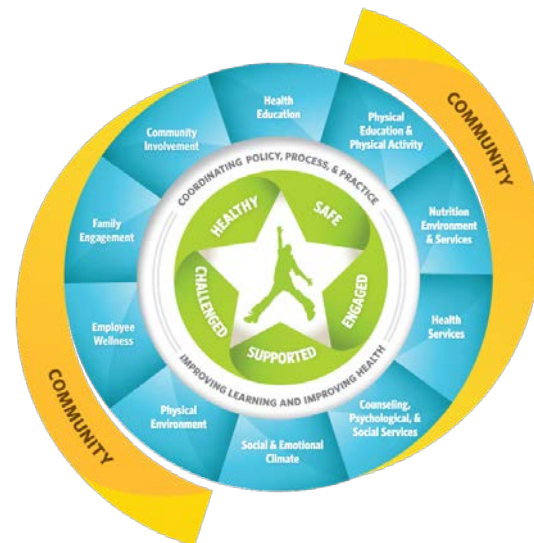 COMMUNITY
Health
Education
Physical
Education &
Physical Activity
Nutrition
Environment
& Services
Health
Services
Counseling,
Psychological, &
Social Services
Social & Emotional
Climate
Physical
Environment
Employee
Wellness
Family
Engagement
Community
Involvement
COORDINATING POLICY, PROCESS, & PRACTICE
IMPROVING LEARNING AND IMPROVING HEALTH
HEALTHY
SAFE
ENGAGED
SUPPORTED
CHALLENGED
COMMUNITY